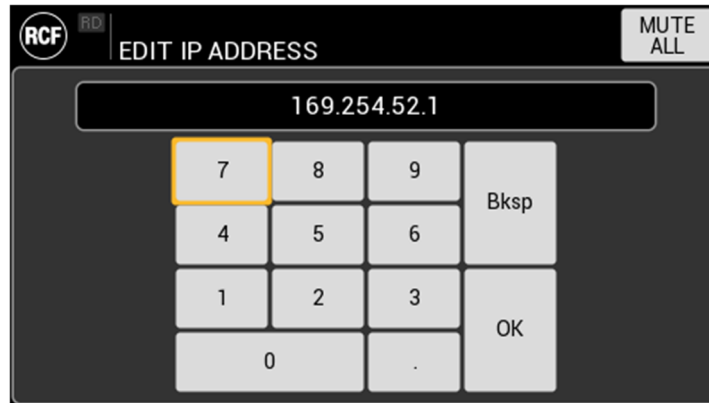 RCF
RD
EDIT IP ADDRESS
MUTE
ALL
169.254.52.1
7 8 9
Bksp
4 5 6
1 2 3
OK
0 .